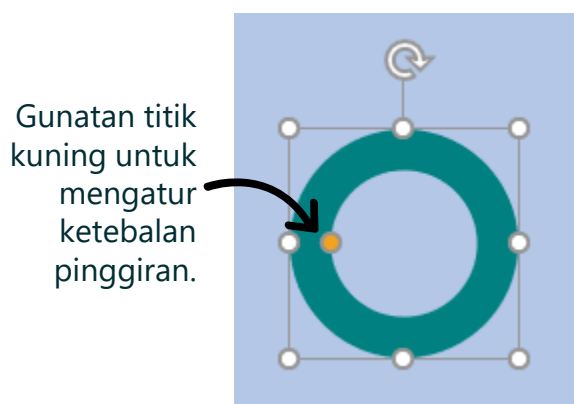 Gunatan titik
kuning untuk
mengatur
ketebalan
pinggiran.